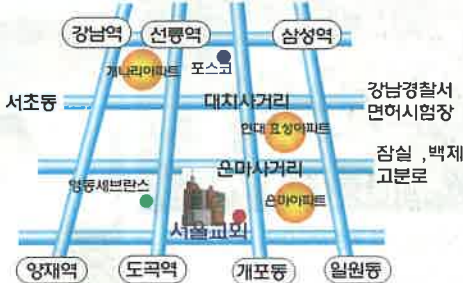 강남역 선릉역 삼성역
개나리아파트 포스코
서초동 대치사거리 강남경찰서
면허시험장
현대 효성아파트
은마사거리 잠실 ,백제
고분로
영동세브란스 은마아파트
서울교회
양재역 도곡역 개포동 일원동